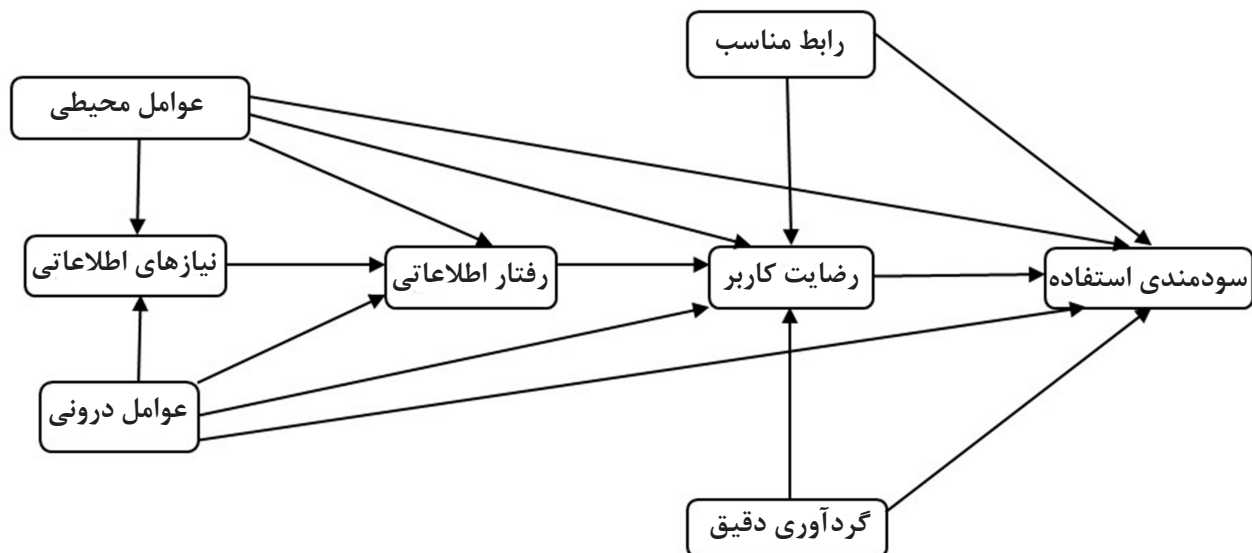 رابط مناسب
عوامل محیطی
نیازهای اطلاعاتی
رفتار اطلاعاتی
رضایت کاربر
سودمندی استفاده
عوامل درونی
گردآوری دقیق